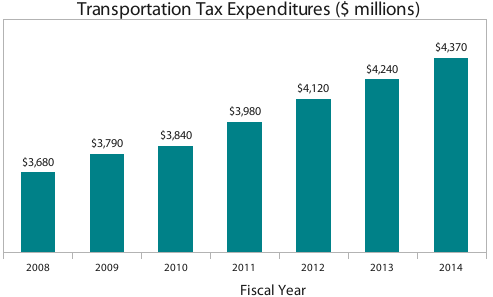 Transportation Tax Expenditures ($ millions)
$4,370
$4,240
$4,120
$3,980
$3,840
$3,790
$3,680
2008 2009 2010 2011 2012 2013 2014
Fiscal Year